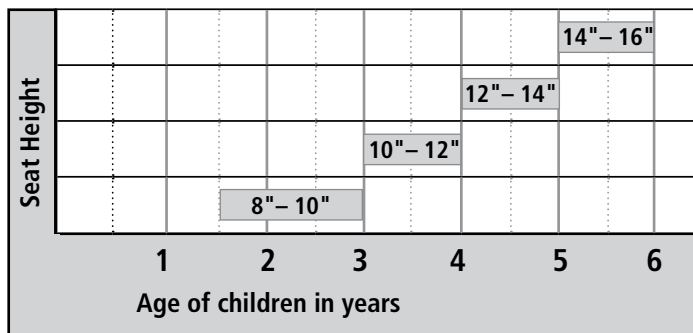 14"– 16"
12"– 14"
10"– 12"
8"– 10"
Seat Height
1 2 3 4 5 6
Age of children in years